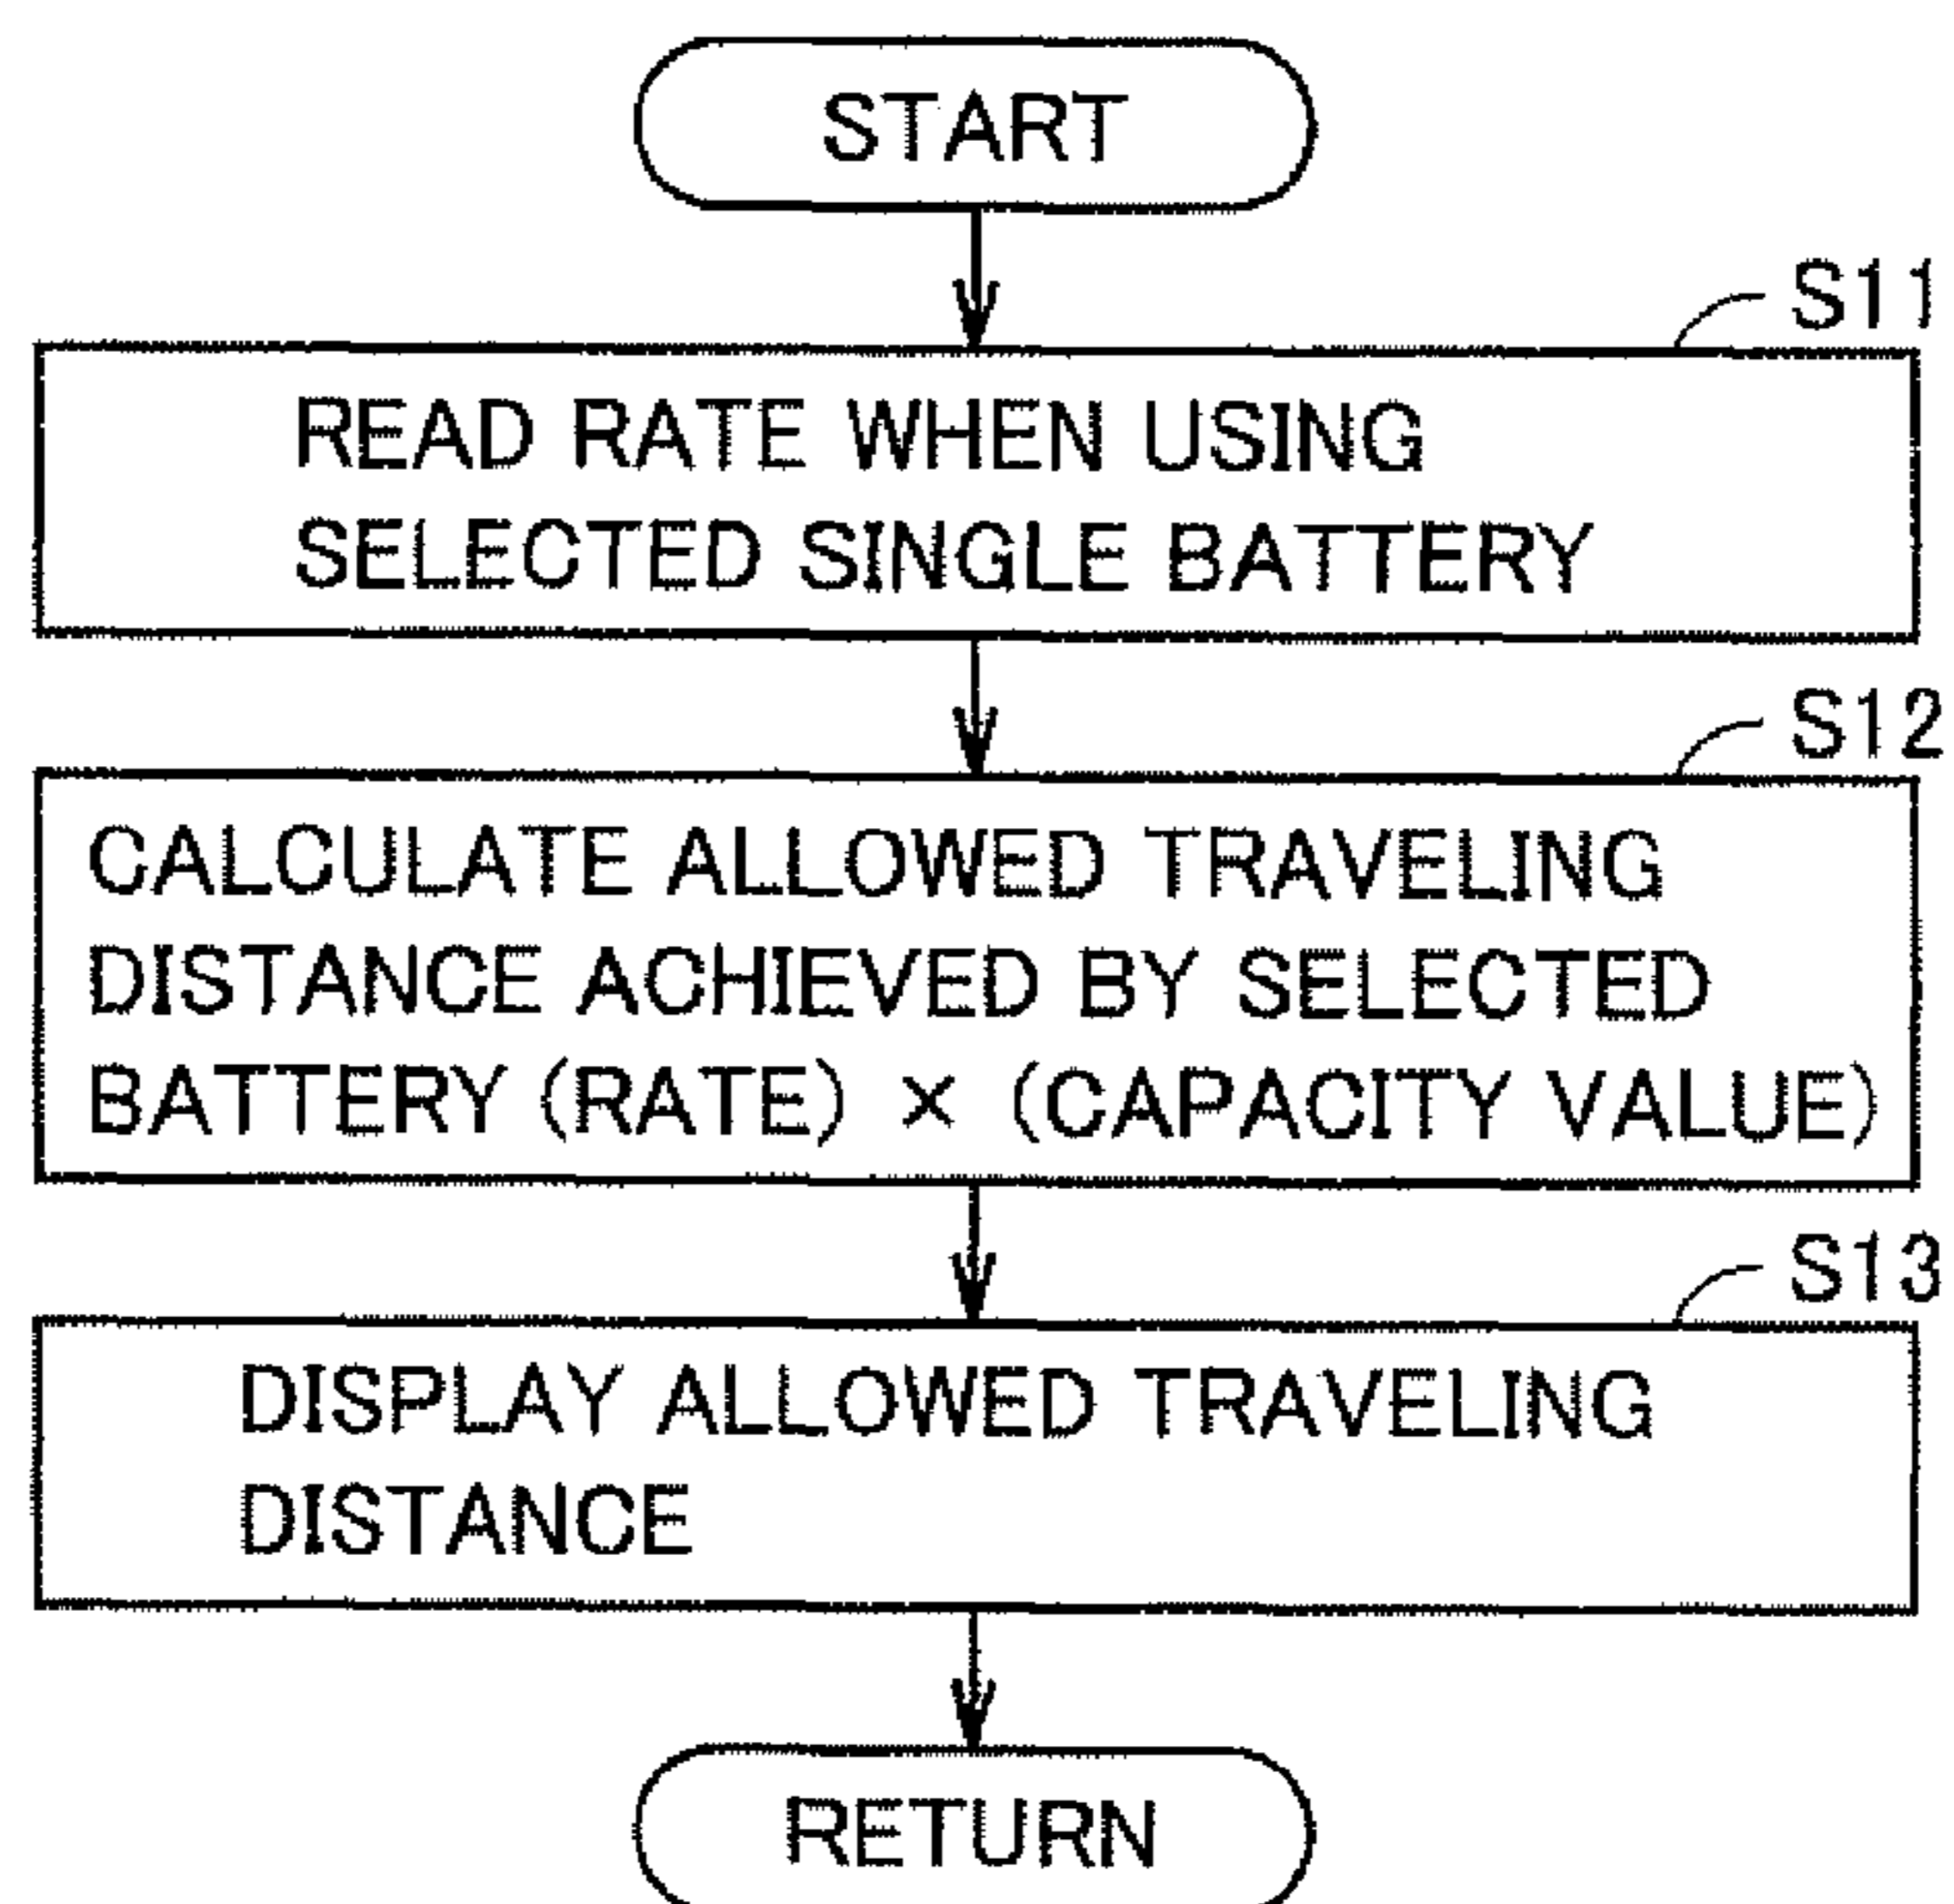 START
S11
READ RATE WHEN USING
SELECTED SINGLE BATTERY
S12
CALCULATE ALLOWED TRAVELING
DISTANCE ACHIEVED BY SELECTED
BATTERY (RATE) × (CAPACITY VALUE)
S13
DISPLAY ALLOWED TRAVELING
DISTANCE
RETURN